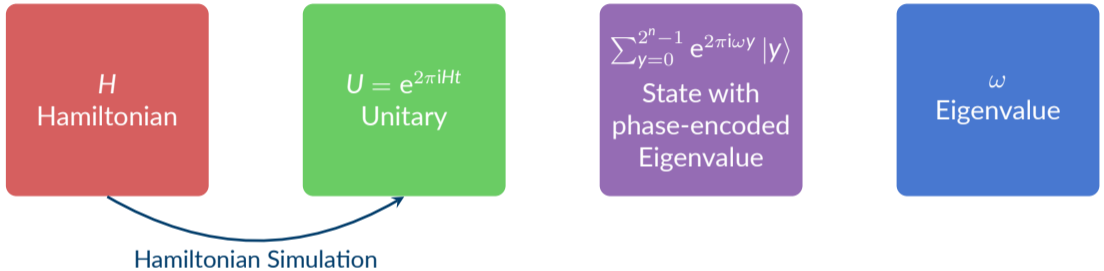 H
Hamiltonian
U = e^{2πiHt}
Unitary
∑_{y=0}^{2^n−1} e^{2πiωy} |y⟩
State with
phase-encoded
Eigenvalue
ω
Eigenvalue
Hamiltonian Simulation